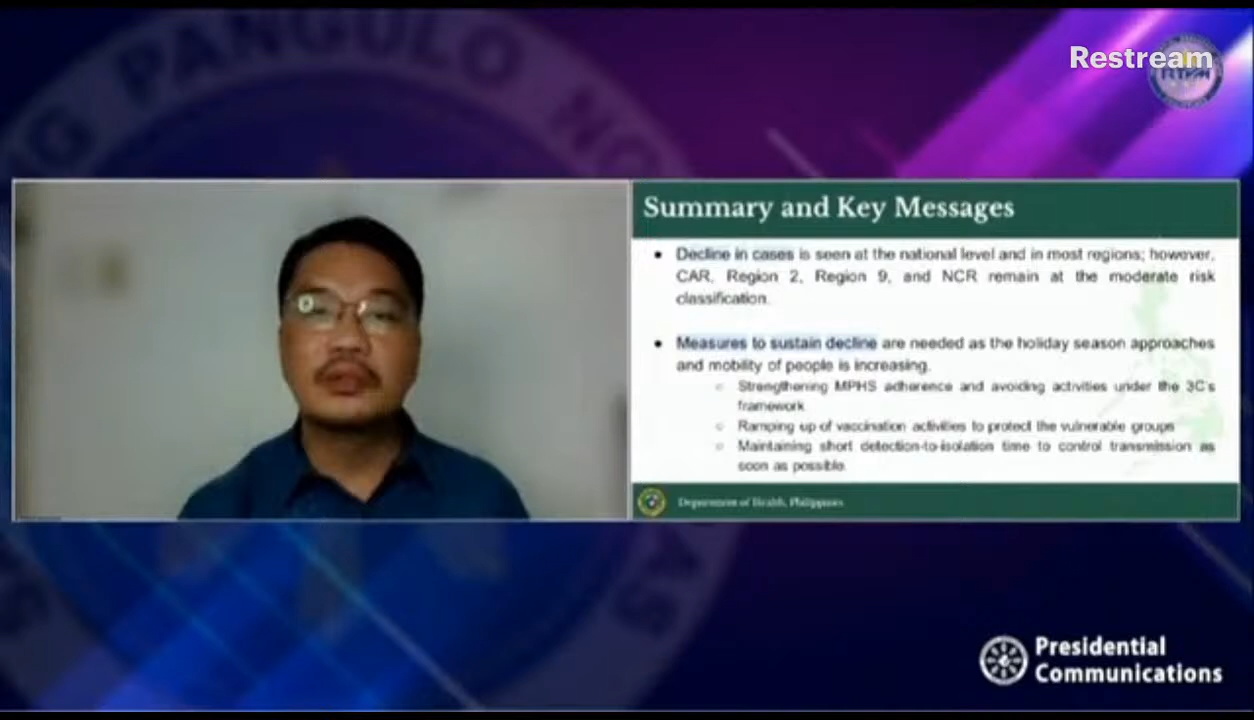 PANGULO NG
Restream
RTVM
Summary and Key Messages
• Decline in cases is seen at the national level and in most regions; however,
CAR, Region 2, Region 9, and NCR remain at the moderate risk
classification.
• Measures to sustain decline are needed as the holiday season approaches
and mobility of people is increasing.
○ Strengthening MPHS adherence and avoiding activities under the 3C's
framework
○ Ramping up of vaccination activities to protect the vulnerable groups
○ Maintaining short detection-to-isolation time to control transmission as
soon as possible.
Department of Health, Philippines
Presidential
Communications